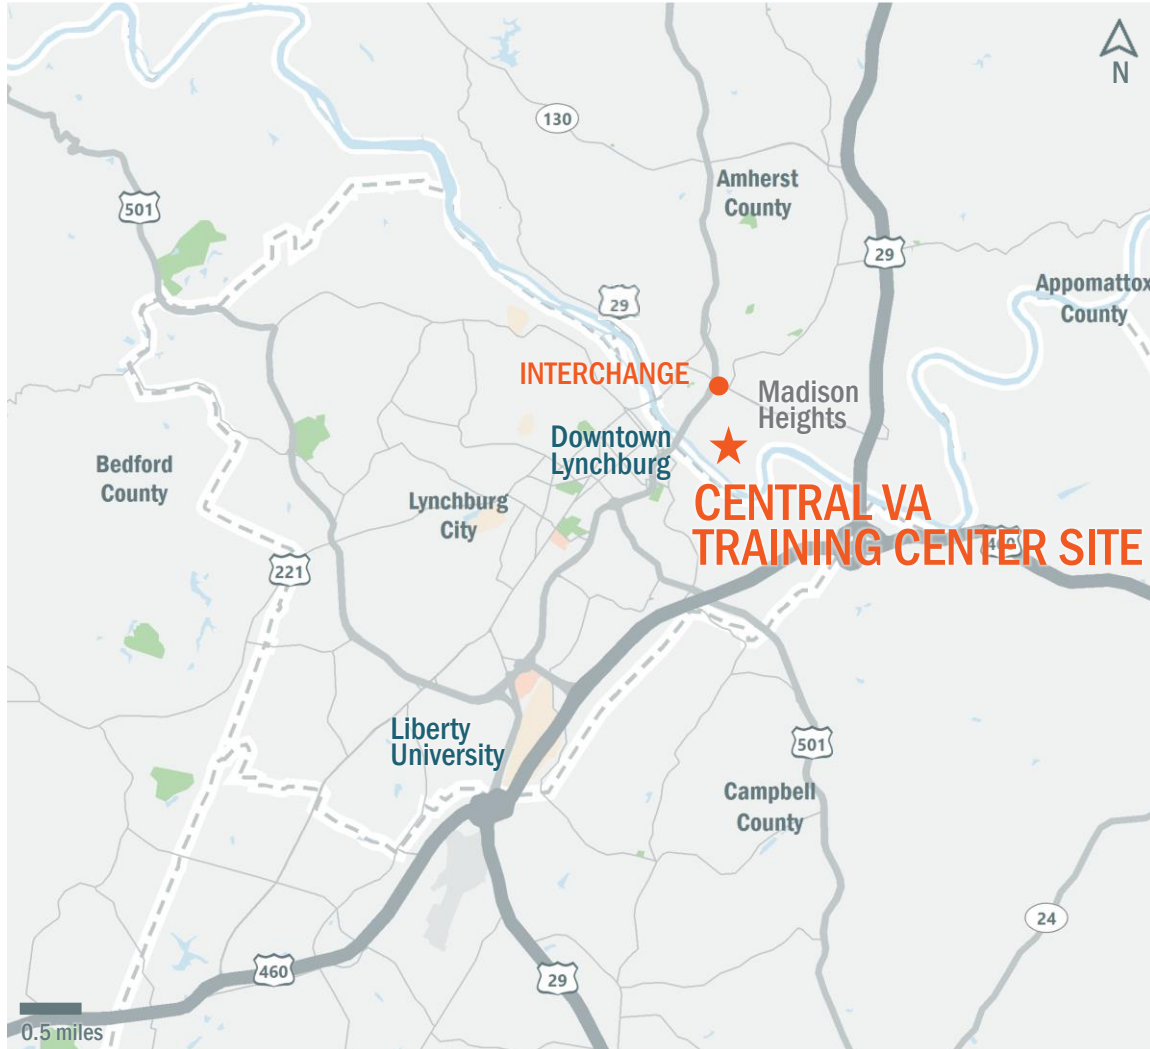 N
130
Amherst
County
501
29
Appomattox
County
29
INTERCHANGE
Madison
Heights
Downtown
Lynchburg
Bedford
County
Lynchburg
City
CENTRAL VA
TRAINING CENTER SITE
460
221
Liberty
University
501
Campbell
County
24
460
29
0.5 miles